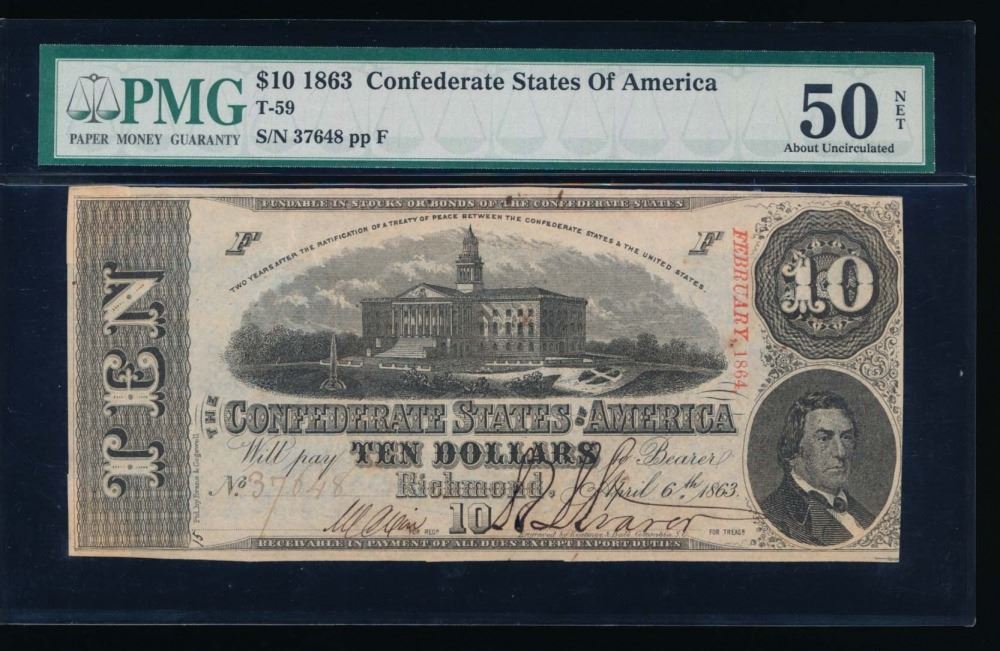 PMG
PAPER MONEY GUARANTY
$10 1863 Confederate States Of America
T-59
S/N 37648 pp F
50
NET
About Uncirculated
FUNDABLE IN STOCKS OR BONDS OF THE CONFEDERATE STATES
TWO YEARS AFTER THE RATIFICATION OF A TREATY OF PEACE BETWEEN THE CONFEDERATE STATES & THE UNITED STATES.
F
F
FEBRUARY, 1864
10
TEN
THE
CONFEDERATE STATES OF AMERICA
Will pay TEN DOLLARS to Bearer
No 37648 Richmond, April 6th 1863.
10
FOR REGR
FOR TREASR
RECEIVABLE IN PAYMENT OF ALL DUES EXCEPT EXPORT DUTIES